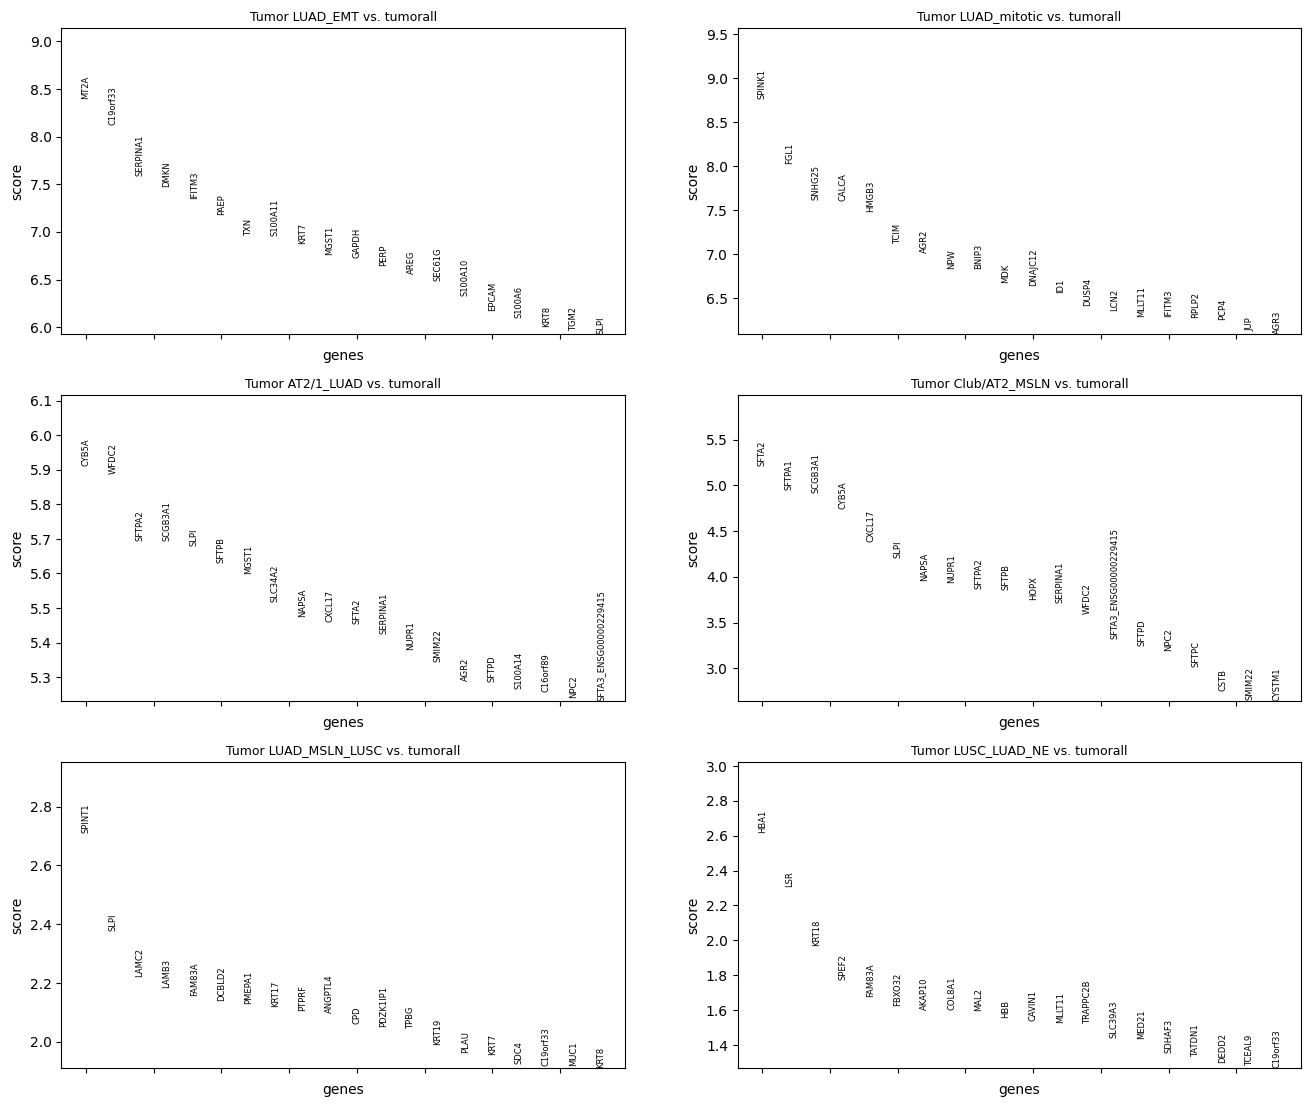 Tumor LUAD_EMT vs. tumorall
score
9.0
8.5
8.0
7.5
7.0
6.5
6.0
MT2A
C19orf33
SERPINA1
DMKN
IFITM3
PAEP
TXN
S100A11
KRT7
MGST1
GAPDH
PERP
AREG
SEC61G
S100A10
EPCAM
S100A6
KRT8
TGM2
SLPI
genes
Tumor LUAD_mitotic vs. tumorall
score
9.5
9.0
8.5
8.0
7.5
7.0
6.5
SPINK1
FGL1
SNHG25
CALCA
HMGB3
TCIM
AGR2
NPW
BNIP3
MDK
DNAJC12
ID1
DUSP4
LCN2
MLLT11
IFITM3
RPLP2
PCP4
JUP
AGR3
genes
Tumor AT2/1_LUAD vs. tumorall
score
6.1
6.0
5.9
5.8
5.7
5.6
5.5
5.4
5.3
CYB5A
WFDC2
SFTPA2
SCGB3A1
SLPI
SFTPB
MGST1
SLC34A2
NAPSA
CXCL17
SFTA2
SERPINA1
NUPR1
SMIM22
AGR2
SFTPD
S100A14
C16orf89
NPC2
SFTA3_ENSG00000229415
genes
Tumor Club/AT2_MSLN vs. tumorall
score
5.5
5.0
4.5
4.0
3.5
3.0
SFTA2
SFTPA1
SCGB3A1
CYB5A
CXCL17
SLPI
NAPSA
NUPR1
SFTPA2
SFTPB
HOPX
SERPINA1
WFDC2
SFTA3_ENSG00000229415
SFTPD
NPC2
SFTPC
CSTB
SMIM22
CYSTM1
genes
Tumor LUAD_MSLN_LUSC vs. tumorall
score
2.8
2.6
2.4
2.2
2.0
SPINT1
SLPI
LAMC2
LAMB3
FAM83A
DCBLD2
PMEPA1
KRT17
PTPRF
ANGPTL4
CPD
PDZK1IP1
TPBG
KRT19
PLAU
KRT7
SDC4
C19orf33
MUC1
KRT8
genes
Tumor LUSC_LUAD_NE vs. tumorall
score
3.0
2.8
2.6
2.4
2.2
2.0
1.8
1.6
1.4
HBA1
LSR
KRT18
SPEF2
FAM83A
FBXO32
AKAP10
COL8A1
MAL2
HBB
CAVIN1
MLLT11
TRAPPC2B
SLC39A3
MED21
SDHAF3
TATDN1
DEDD2
TCEAL9
C19orf33
genes